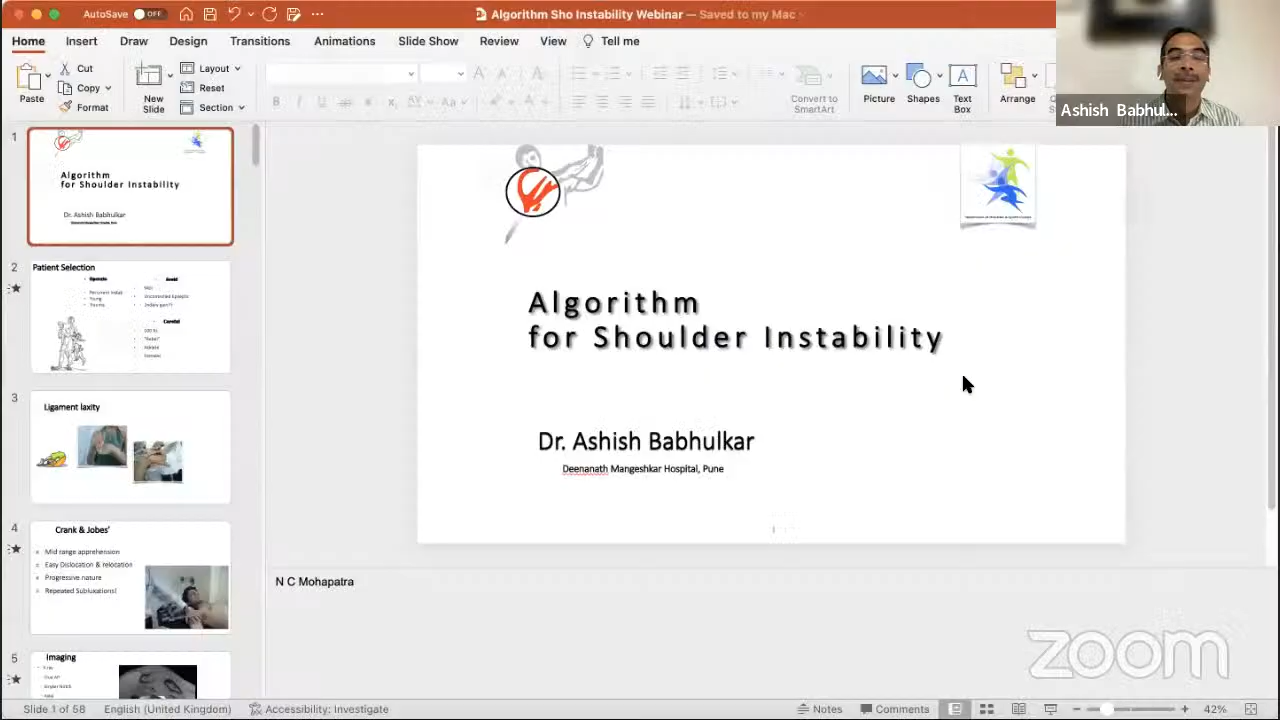 AutoSave OFF
Algorithm Sho Instability Webinar — Saved to my Mac
Home Insert Draw Design Transitions Animations Slide Show Review View Tell me
Paste
Cut
Copy
Format
New Slide
Layout
Reset
Section
Convert to SmartArt
Picture
Shapes
Text Box
Arrange
Ashish Babhul...
1
Algorithm
for Shoulder Instability
Dr. Ashish Babhulkar
2
Patient Selection
Operate
Avoid
Young
Careful
3
Ligament laxity
4
Crank & Jobes'
Mid range apprehension
Easy Dislocation & relocation
Progressive nature
Repeated Subluxations!
5
Imaging
Algorithm
for Shoulder Instability
Dr. Ashish Babhulkar
Deenanath Mangeshkar Hospital, Pune
N C Mohapatra
zoom
Slide 1 of 58 English (United Kingdom) Accessibility: Investigate Notes Comments 42%